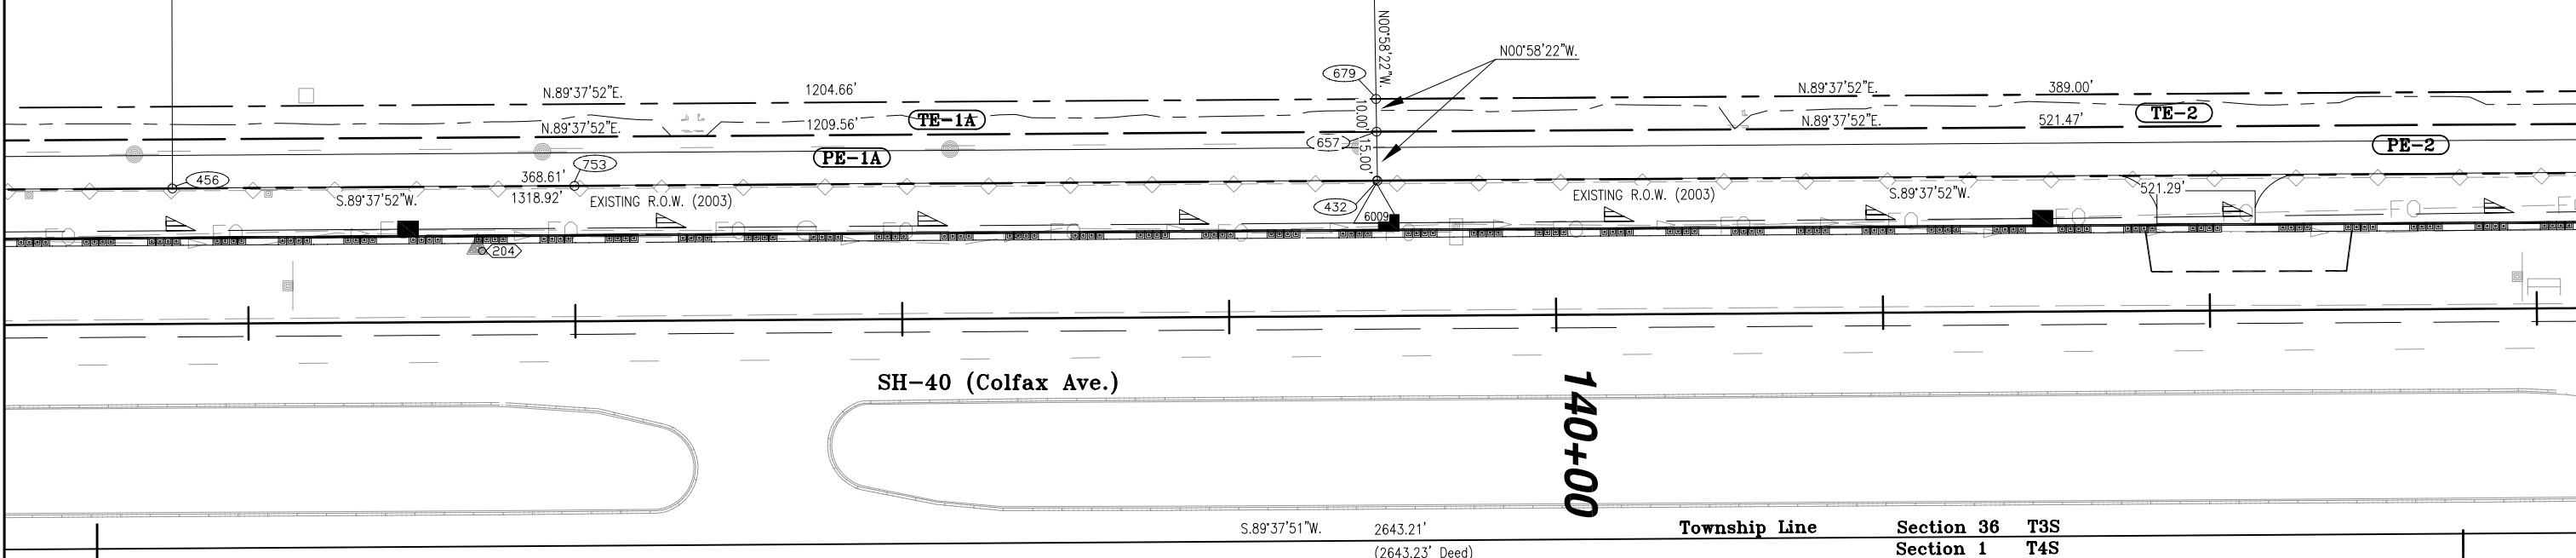 N00°58'22"W.
N00°58'22"W.
679
N.89°37'52"E.
1204.66'
N.89°37'52"E.
389.00'
10.00'
TE-1A
TE-2
N.89°37'52"E.
1209.56'
N.89°37'52"E.
521.47'
657
15.00'
PE-1A
PE-2
753
456
368.61'
S.89°37'52"W.
1318.92'
EXISTING R.O.W. (2003)
432
EXISTING R.O.W. (2003)
S.89°37'52"W.
521.29'
6009
FO
204
SH-40 (Colfax Ave.)
140+00
S.89°37'51"W.
2643.21'
Township Line
Section 36 T3S
(2643.23' Deed)
Section 1 T4S